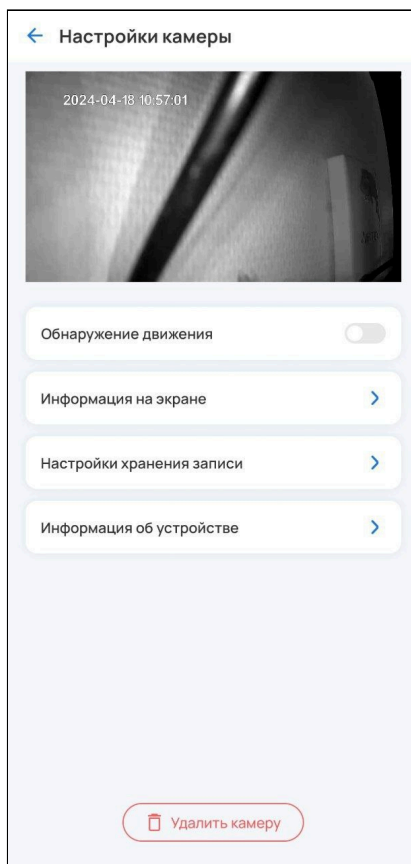 Настройки камеры
2024-04-18 10:57:01
Обнаружение движения
Информация на экране
Настройки хранения записи
Информация об устройстве
Удалить камеру